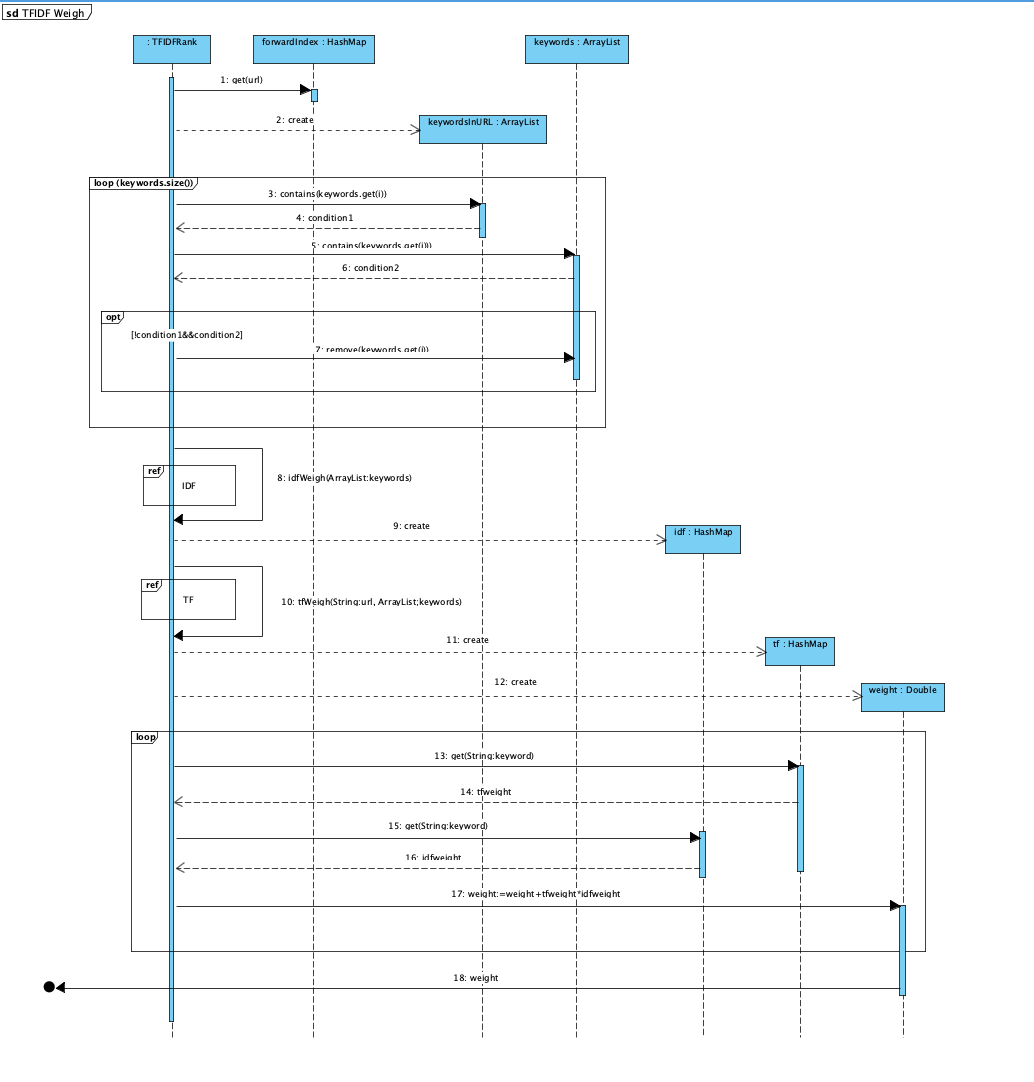 sd TFIDF Weigh
: TFIDFRank
forwardIndex : HashMap
keywords : ArrayList
1: get(url)
2: create
keywordsInURL : ArrayList
loop (keywords.size())
3: contains(keywords.get(i))
4: condition1
5: contains(keywords.get(i))
6: condition2
opt
[!condition1&&condition2]
7: remove(keywords.get(i))
ref
IDF
8: idfWeigh(ArrayList:keywords)
9: create
idf : HashMap
ref
TF
10: tfWeigh(String:url, ArrayList;keywords)
11: create
tf : HashMap
12: create
weight : Double
loop
13: get(String:keyword)
14: tfweight
15: get(String:keyword)
16: idfweight
17: weight:=weight+tfweight*idfweight
18: weight